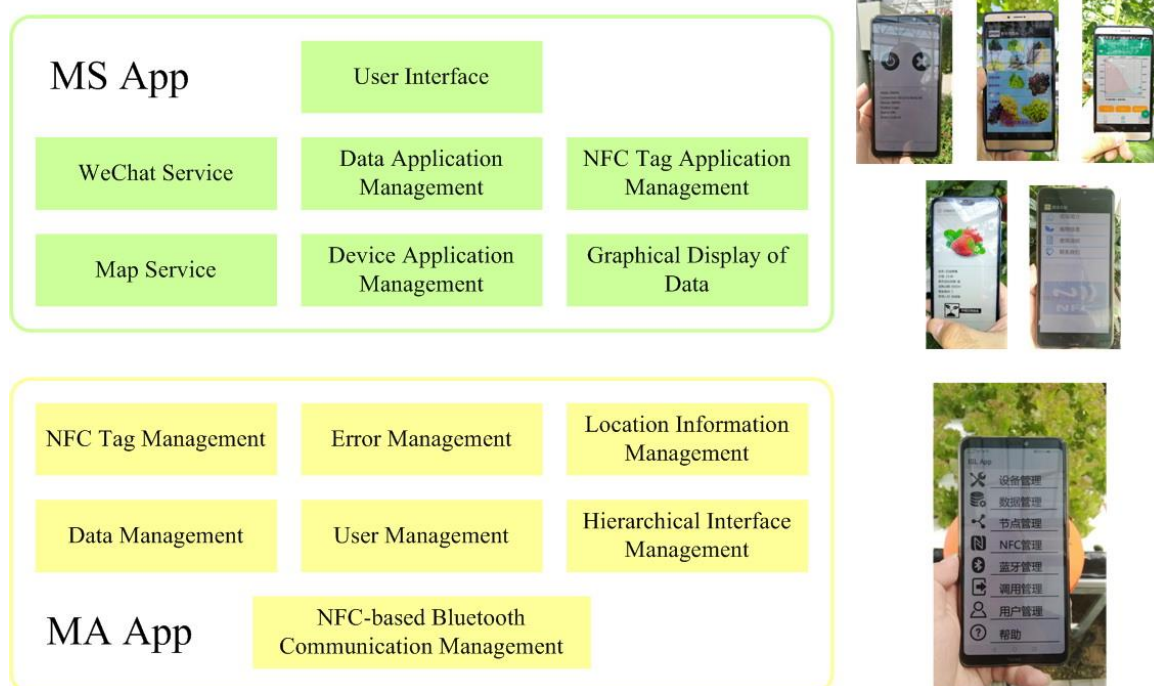 MS App
User Interface
WeChat Service
Data Application
Management
NFC Tag Application
Management
Map Service
Device Application
Management
Graphical Display of
Data
NFC Tag Management
Error Management
Location Information
Management
Data Management
User Management
Hierarchical Interface
Management
MA App
NFC-based Bluetooth
Communication Management
NFC
设备管理
数据管理
节点管理
NFC管理
蓝牙管理
调用管理
用户管理
帮助